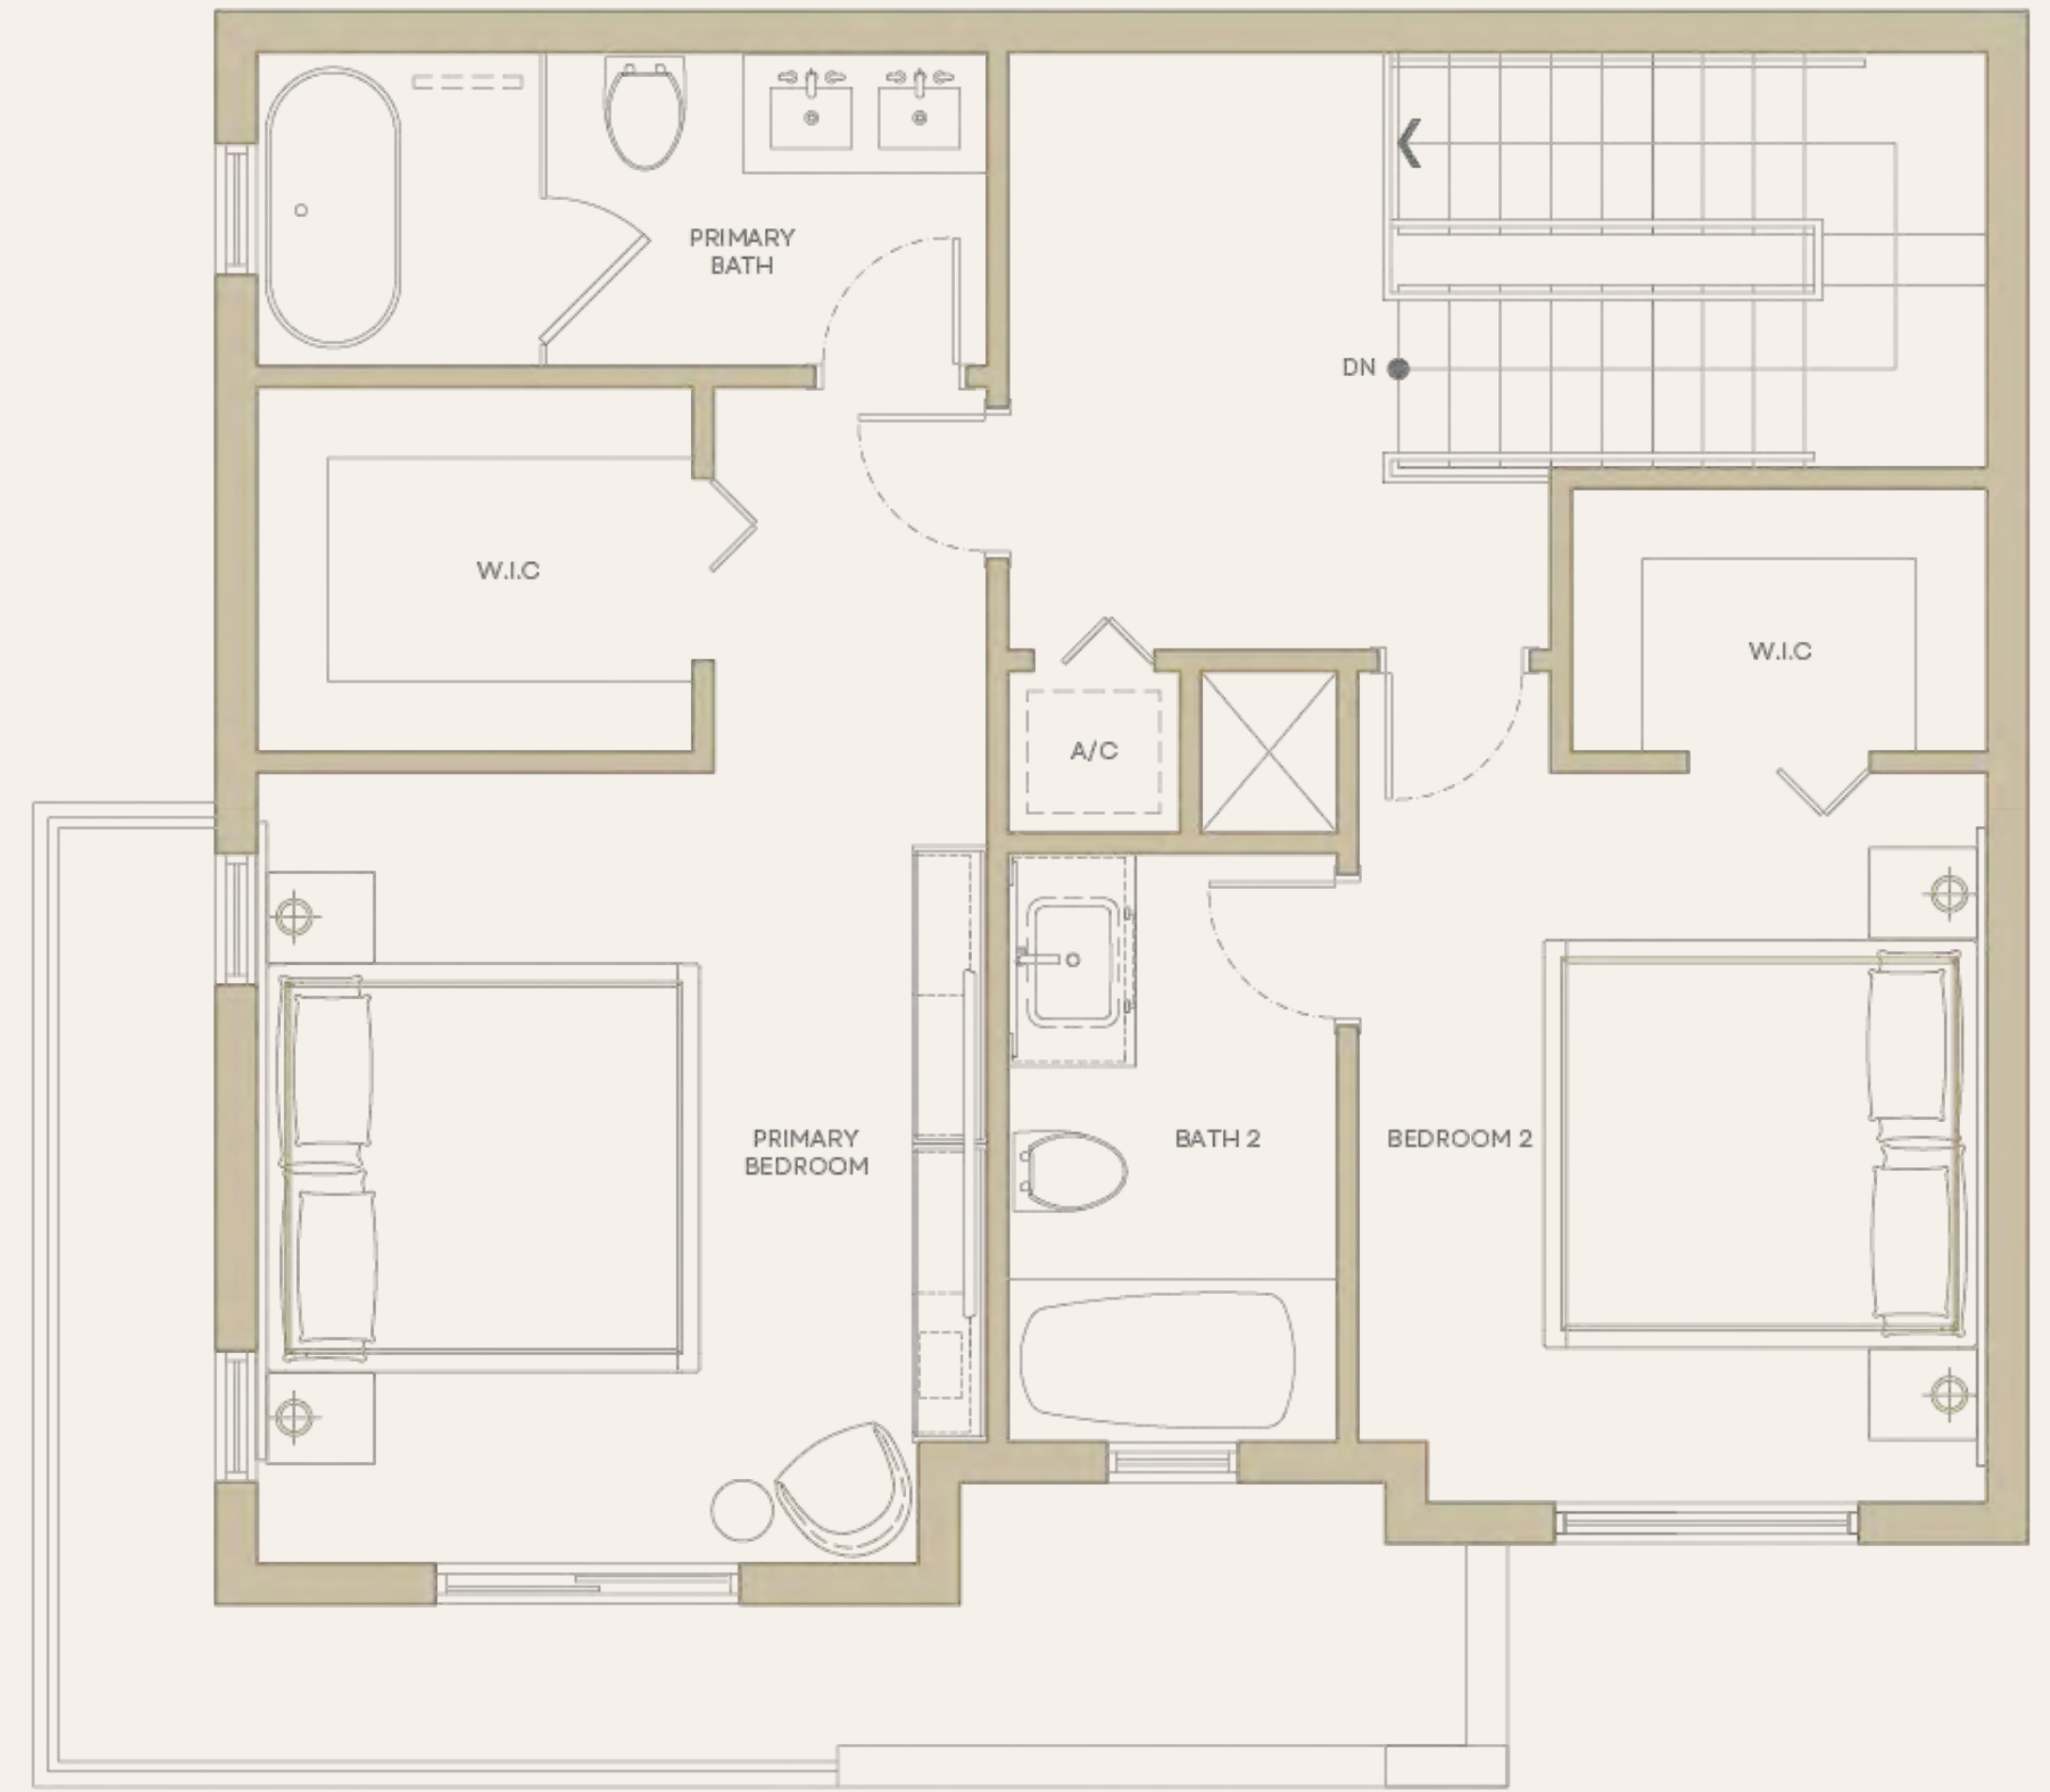 PRIMARY
BATH
DN
W.I.C
W.I.C
A/C
PRIMARY
BEDROOM
BATH 2
BEDROOM 2